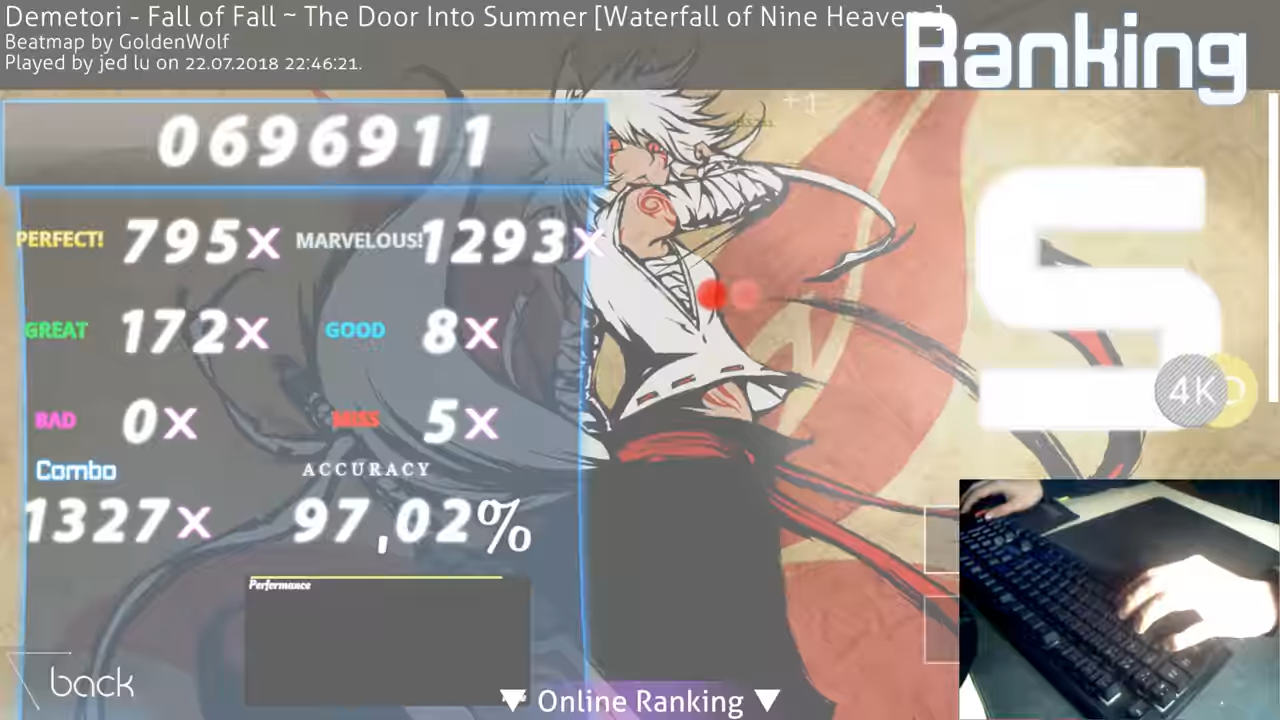 Demetori - Fall of Fall ~ The Door Into Summer [Waterfall of Nine Heavens]
Beatmap by GoldenWolf
Played by jed lu on 22.07.2018 22:46:21.
Ranking
0696911
PERFECT! 795x MARVELOUS! 1293x
GREAT 172x GOOD 8x
BAD 0x MISS 5x
Combo ACCURACY
1327x 97,02%
S
4K
Performance
back
▼ Online Ranking ▼